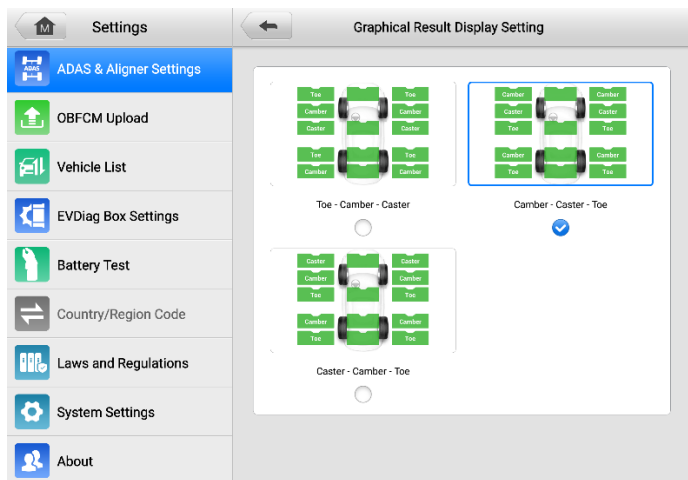 M
Settings
Graphical Result Display Setting
ADAS
ADAS & Aligner Settings
OBFCM Upload
Vehicle List
EVDiag Box Settings
Battery Test
Country/Region Code
Laws and Regulations
System Settings
About
Toe Toe
Camber Camber
Caster Caster
Toe Toe
Camber Camber
Toe - Camber - Caster
Camber Camber
Caster Caster
Toe Toe
Camber Camber
Toe Toe
Camber - Caster - Toe
Caster Caster
Camber Camber
Toe Toe
Camber Camber
Toe Toe
Caster - Camber - Toe